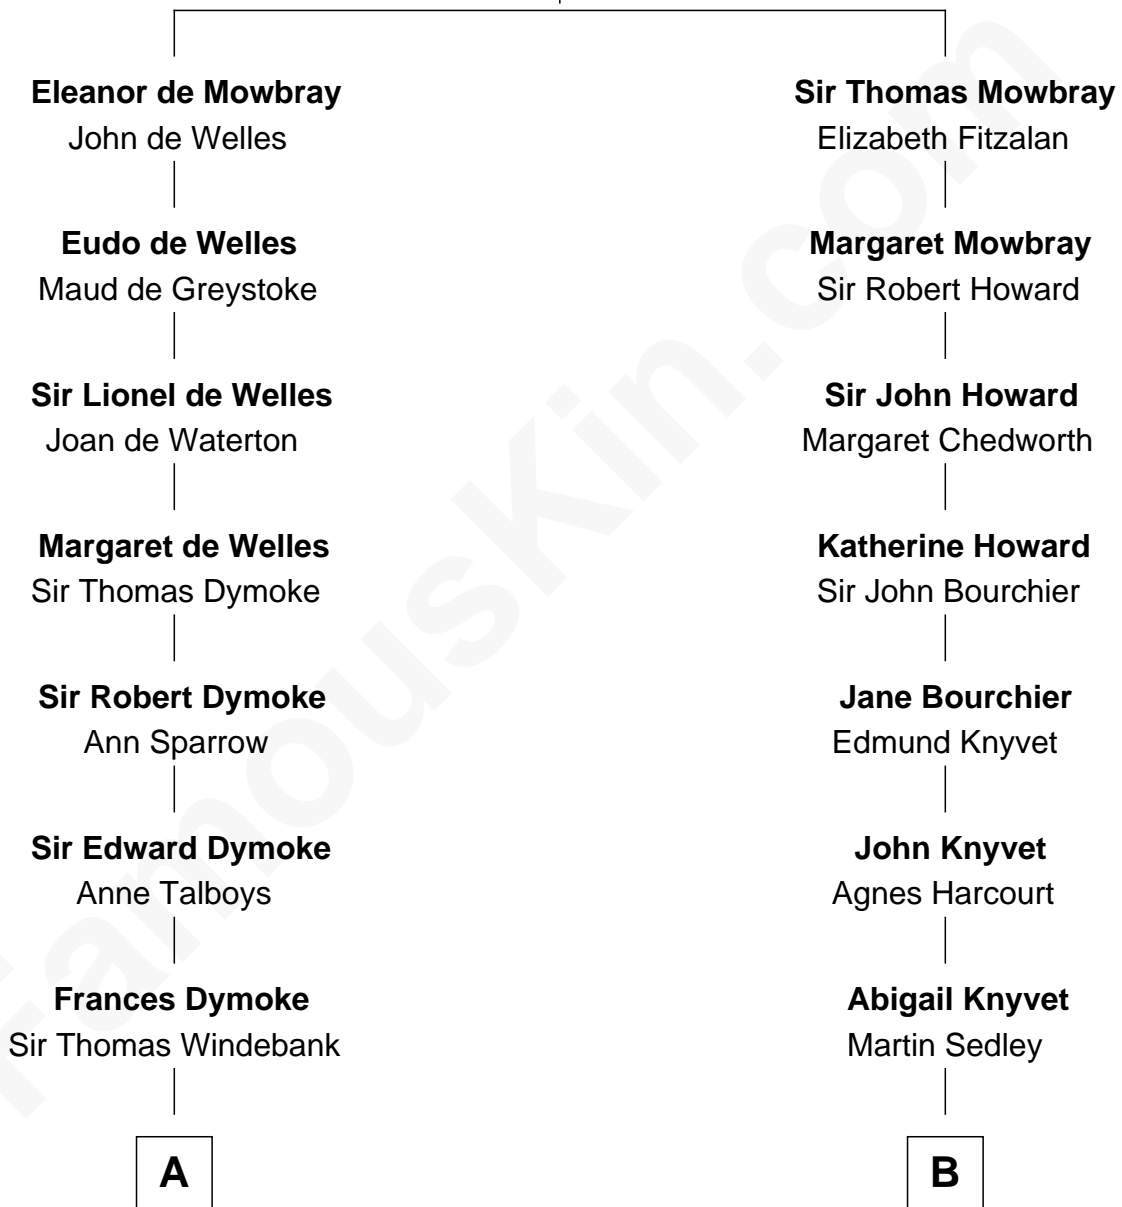 Eleanor de Mowbray
John de Welles
Eudo de Welles
Maud de Greystoke
Sir Lionel de Welles
Joan de Waterton
Margaret de Welles
Sir Thomas Dymoke
Sir Robert Dymoke
Ann Sparrow
Sir Edward Dymoke
Anne Talboys
Frances Dymoke
Sir Thomas Windebank
A
Sir Thomas Mowbray
Elizabeth Fitzalan
Margaret Mowbray
Sir Robert Howard
Sir John Howard
Margaret Chedworth
Katherine Howard
Sir John Bourchier
Jane Bourchier
Edmund Knyvet
John Knyvet
Agnes Harcourt
Abigail Knyvet
Martin Sedley
B
FamousKin.com